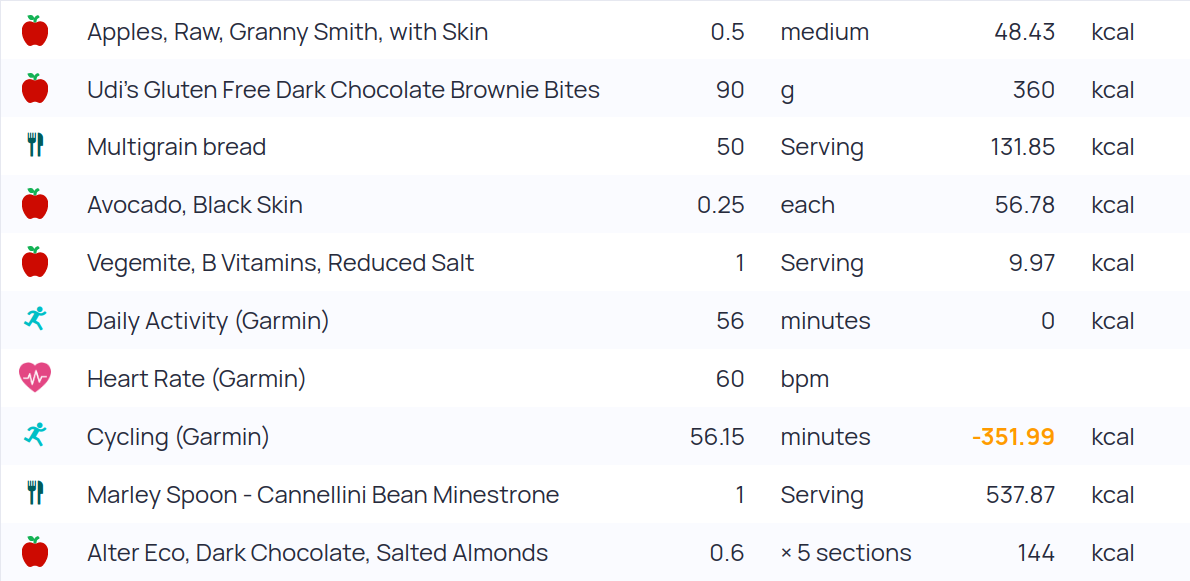 Apples, Raw, Granny Smith, with Skin 0.5 medium 48.43 kcal
Udi's Gluten Free Dark Chocolate Brownie Bites 90 g 360 kcal
Multigrain bread 50 Serving 131.85 kcal
Avocado, Black Skin 0.25 each 56.78 kcal
Vegemite, B Vitamins, Reduced Salt 1 Serving 9.97 kcal
Daily Activity (Garmin) 56 minutes 0 kcal
Heart Rate (Garmin) 60 bpm
Cycling (Garmin) 56.15 minutes -351.99 kcal
Marley Spoon - Cannellini Bean Minestrone 1 Serving 537.87 kcal
Alter Eco, Dark Chocolate, Salted Almonds 0.6 × 5 sections 144 kcal